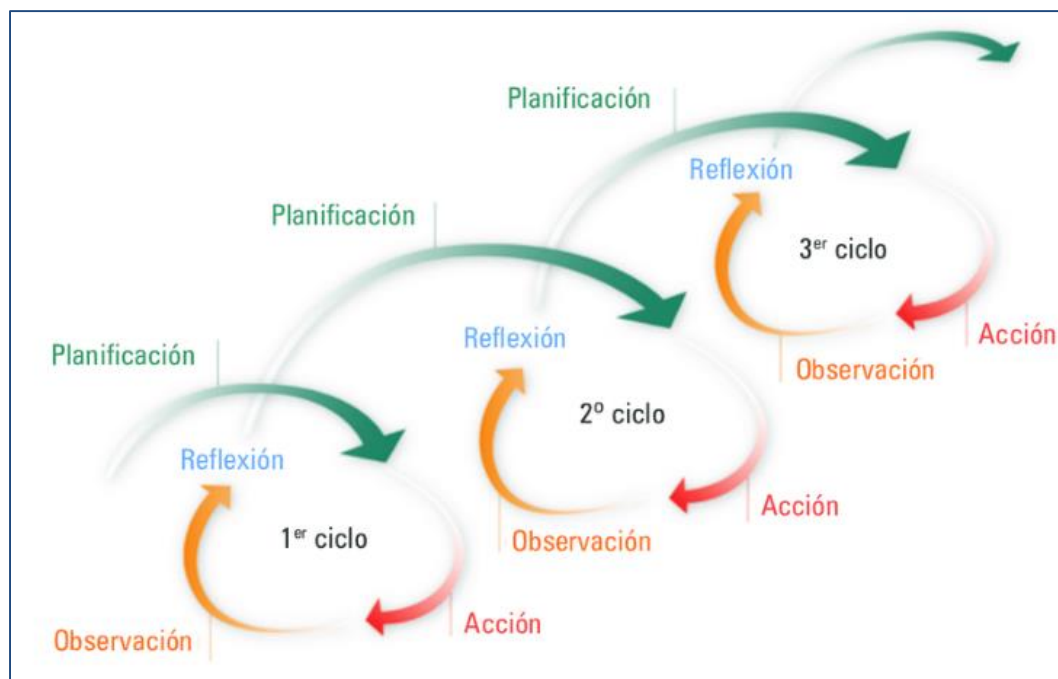 Planificación
Reflexión
3er ciclo
Acción
Observación
Planificación
Reflexión
2º ciclo
Acción
Observación
Planificación
Reflexión
1er ciclo
Acción
Observación